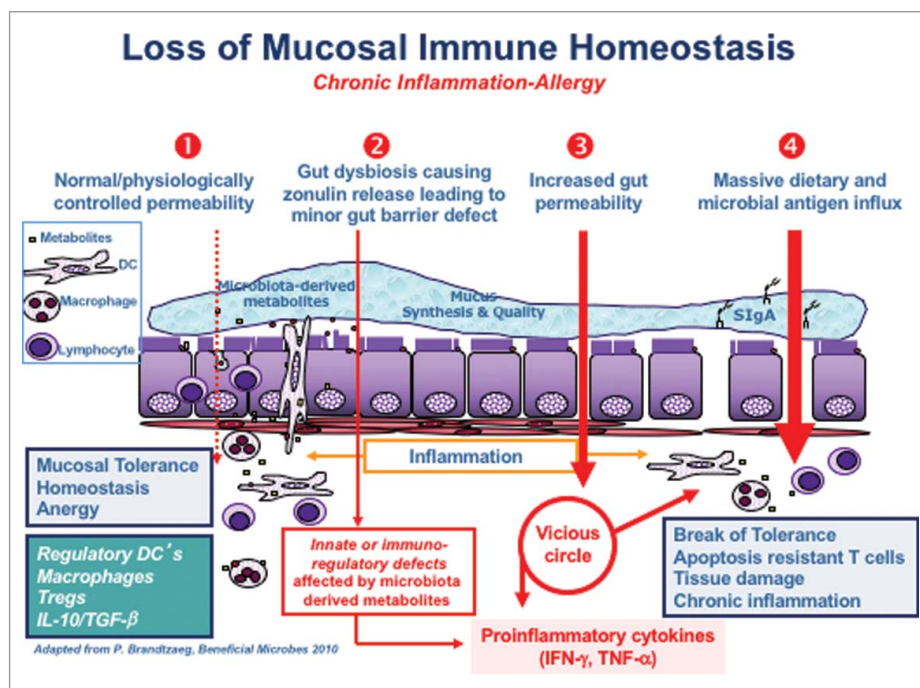 Loss of Mucosal Immune Homeostasis
Chronic Inflammation-Allergy
1
Normal/physiologically
controlled permeability
2
Gut dysbiosis causing
zonulin release leading to
minor gut barrier defect
3
Increased gut
permeability
4
Massive dietary and
microbial antigen influx
Metabolites
DC
Macrophage
Lymphocyte
Microbiota-derived
metabolites
Mucus
Synthesis & Quality
SIgA
Inflammation
Mucosal Tolerance
Homeostasis
Anergy
Regulatory DC´s
Macrophages
Tregs
IL-10/TGF-β
Innate or immuno-
regulatory defects
affected by microbiota
derived metabolites
Vicious
circle
Proinflammatory cytokines
(IFN-γ, TNF-α)
Break of Tolerance
Apoptosis resistant T cells
Tissue damage
Chronic inflammation
Adapted from P. Brandtzaeg, Beneficial Microbes 2010